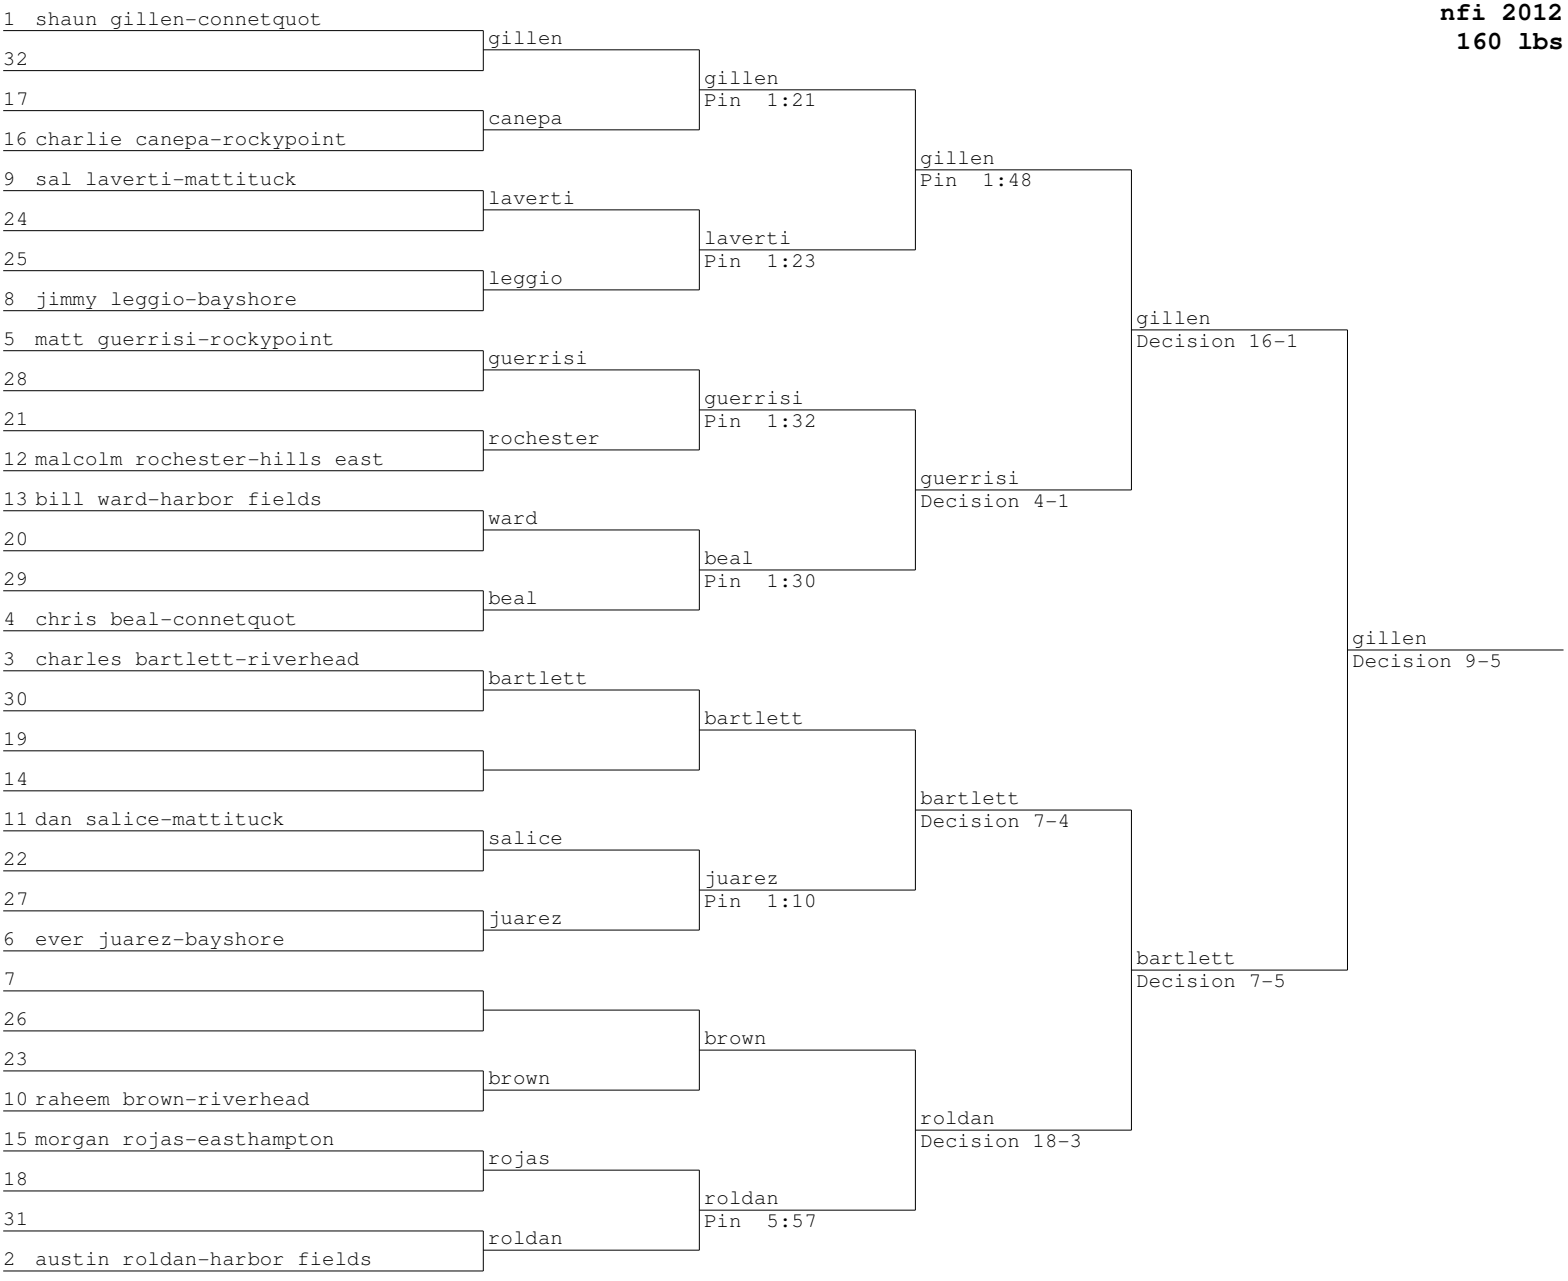 nfi 2012
160 lbs
1 shaun gillen-connetquot
gillen
32
gillen
Pin 1:21
17
canepa
16 charlie canepa-rockypoint
gillen
Pin 1:48
9 sal laverti-mattituck
laverti
24
laverti
Pin 1:23
25
leggio
8 jimmy leggio-bayshore
gillen
Decision 16-1
5 matt guerrisi-rockypoint
guerrisi
28
guerrisi
Pin 1:32
21
rochester
12 malcolm rochester-hills east
guerrisi
Decision 4-1
13 bill ward-harbor fields
ward
20
beal
Pin 1:30
29
beal
4 chris beal-connetquot
gillen
Decision 9-5
3 charles bartlett-riverhead
bartlett
30
bartlett
19
14
bartlett
Decision 7-4
11 dan salice-mattituck
salice
22
juarez
Pin 1:10
27
juarez
6 ever juarez-bayshore
bartlett
Decision 7-5
7
26
brown
23
brown
10 raheem brown-riverhead
roldan
Decision 18-3
15 morgan rojas-easthampton
rojas
18
roldan
Pin 5:57
31
roldan
2 austin roldan-harbor fields